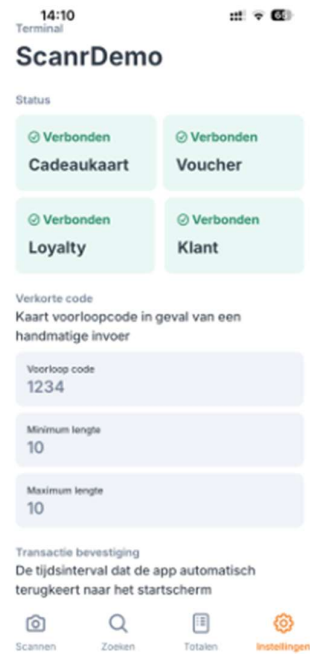 14:10
Terminal
ScanrDemo
Status
Verbonden
Verbonden
Cadeaukaart
Voucher
Verbonden
Verbonden
Loyalty
Klant
Verkorte code
Kaart voorloopcode in geval van een
handmatige invoer
Voorloop code
1234
Minimum lengte
10
Maximum lengte
10
Transactie bevestiging
De tijdsinterval dat de app automatisch
terugkeert naar het startscherm
Scannen
Zoeken
Totalen
Instellingen